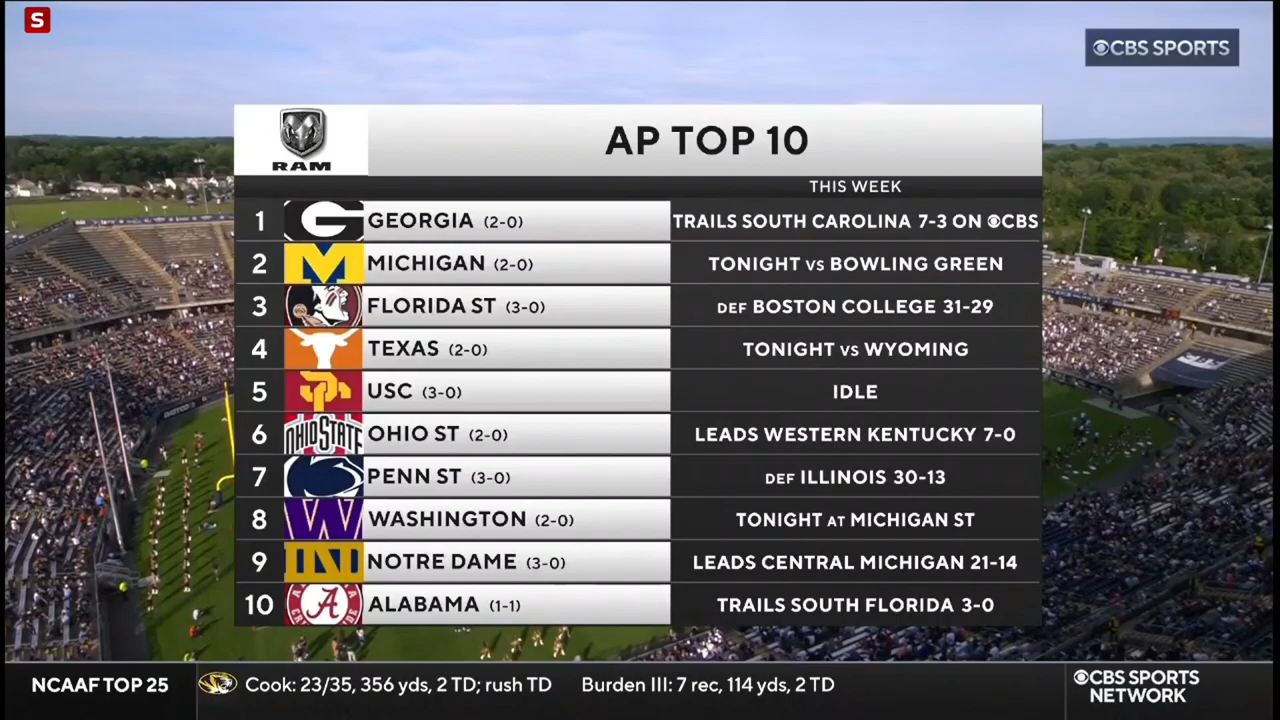 S
CBS SPORTS
RAM
AP TOP 10
THIS WEEK
1 G GEORGIA (2-0) TRAILS SOUTH CAROLINA 7-3 ON CBS
2 M MICHIGAN (2-0) TONIGHT vs BOWLING GREEN
3 FLORIDA ST (3-0) DEF BOSTON COLLEGE 31-29
4 TEXAS (2-0) TONIGHT vs WYOMING
5 SC USC (3-0) IDLE
6 OHIO STATE OHIO ST (2-0) LEADS WESTERN KENTUCKY 7-0
7 PENN ST (3-0) DEF ILLINOIS 30-13
8 W WASHINGTON (2-0) TONIGHT AT MICHIGAN ST
9 ND NOTRE DAME (3-0) LEADS CENTRAL MICHIGAN 21-14
10 A ALABAMA (1-1) TRAILS SOUTH FLORIDA 3-0
NCAAF TOP 25 Cook: 23/35, 356 yds, 2 TD; rush TD Burden III: 7 rec, 114 yds, 2 TD
CBS SPORTS
NETWORK